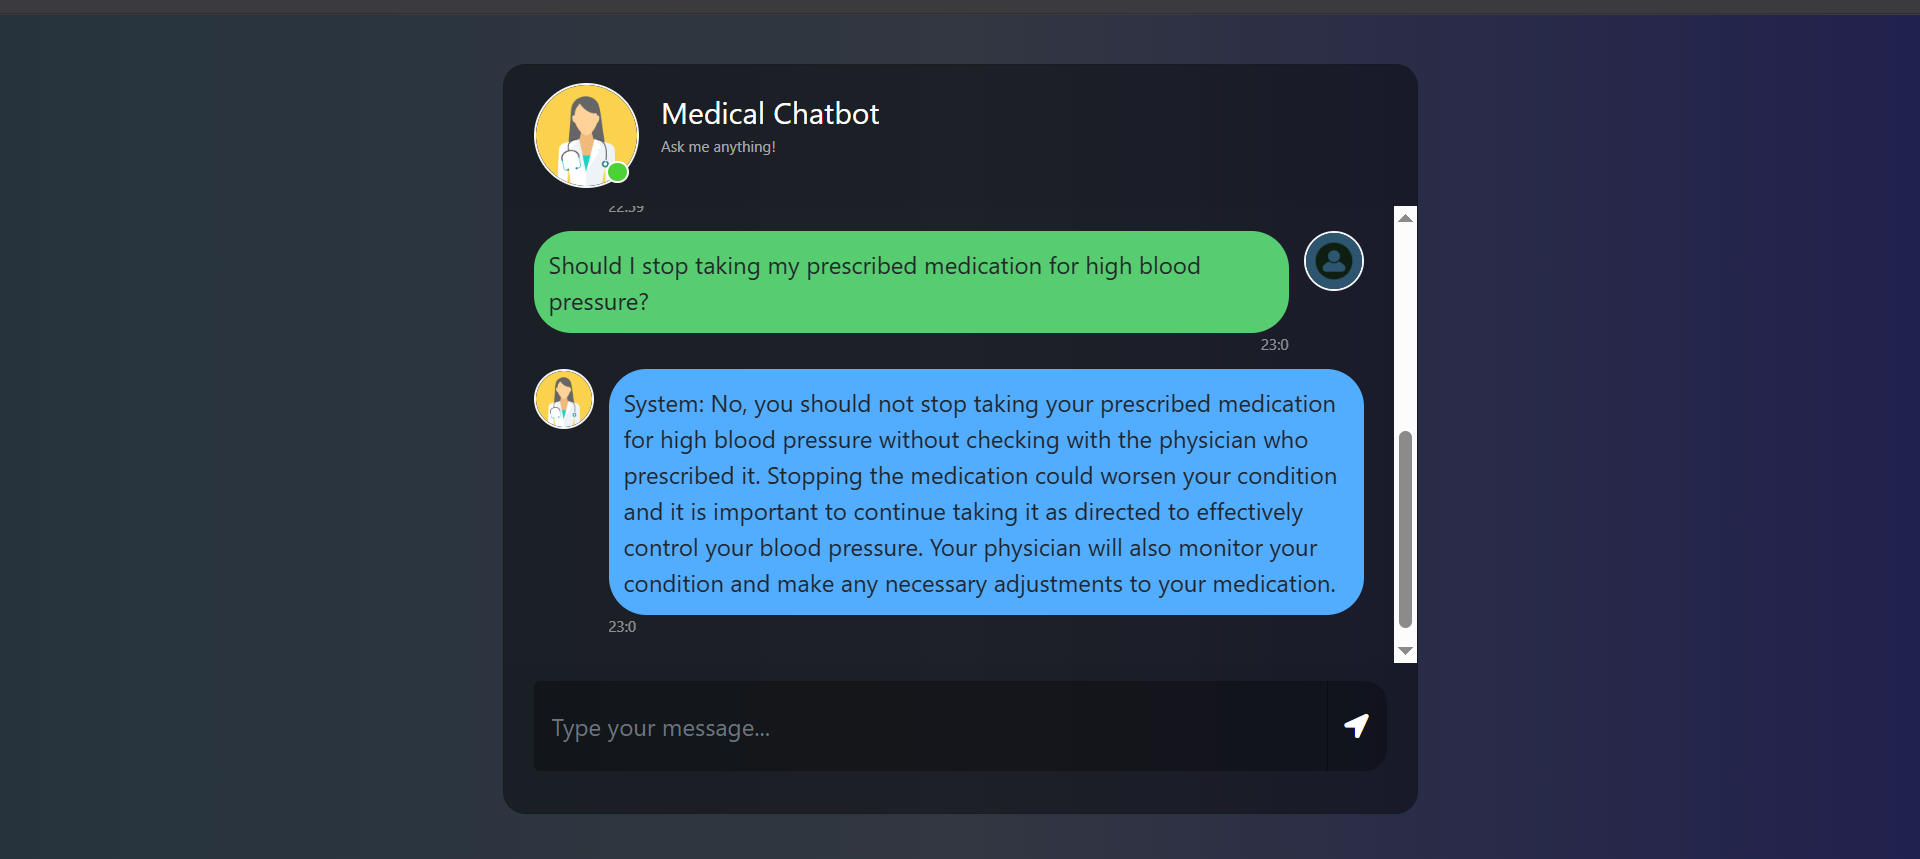 Medical Chatbot
Ask me anything!
22:59
Should I stop taking my prescribed medication for high blood
pressure?
23:0
System: No, you should not stop taking your prescribed medication
for high blood pressure without checking with the physician who
prescribed it. Stopping the medication could worsen your condition
and it is important to continue taking it as directed to effectively
control your blood pressure. Your physician will also monitor your
condition and make any necessary adjustments to your medication.
23:0
Type your message...